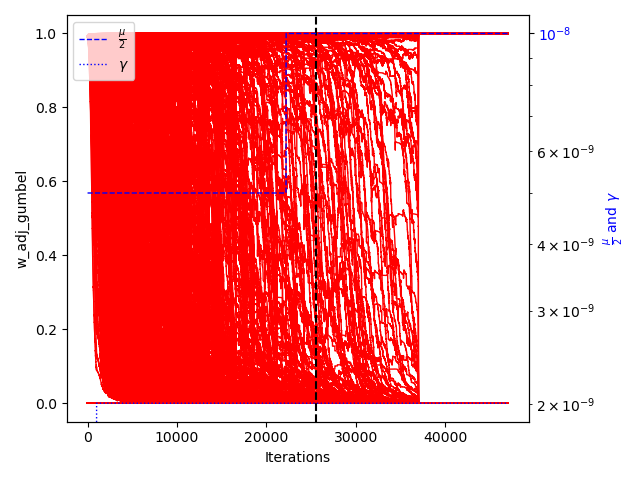 μ/2
γ
1.0
0.8
0.6
0.4
0.2
0.0
w_adj_gumbel
0
10000
20000
30000
40000
Iterations
10⁻⁸
6 × 10⁻⁹
4 × 10⁻⁹
3 × 10⁻⁹
2 × 10⁻⁹
μ/2 and γ